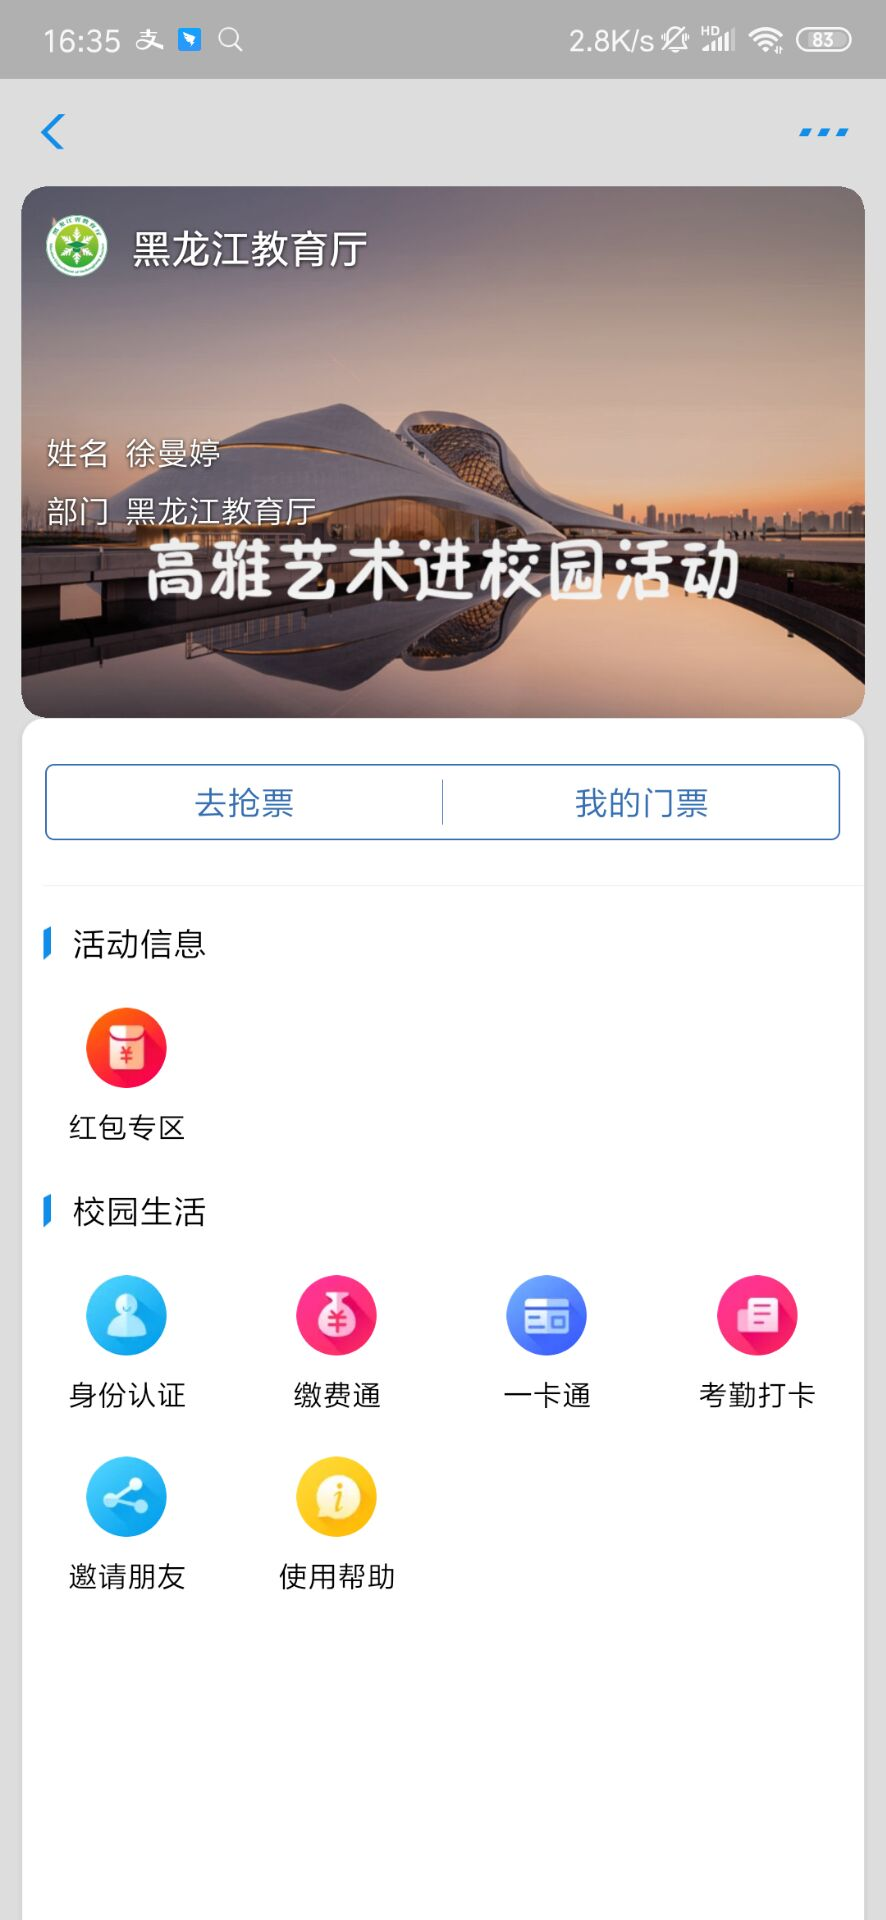 16:35 支 2.8K/s HD 83
黑龙江教育厅
姓名 徐曼婷
部门 黑龙江教育厅
高雅艺术进校园活动
去抢票 我的门票
活动信息
红包专区
校园生活
身份认证 缴费通 一卡通 考勤打卡
邀请朋友 使用帮助